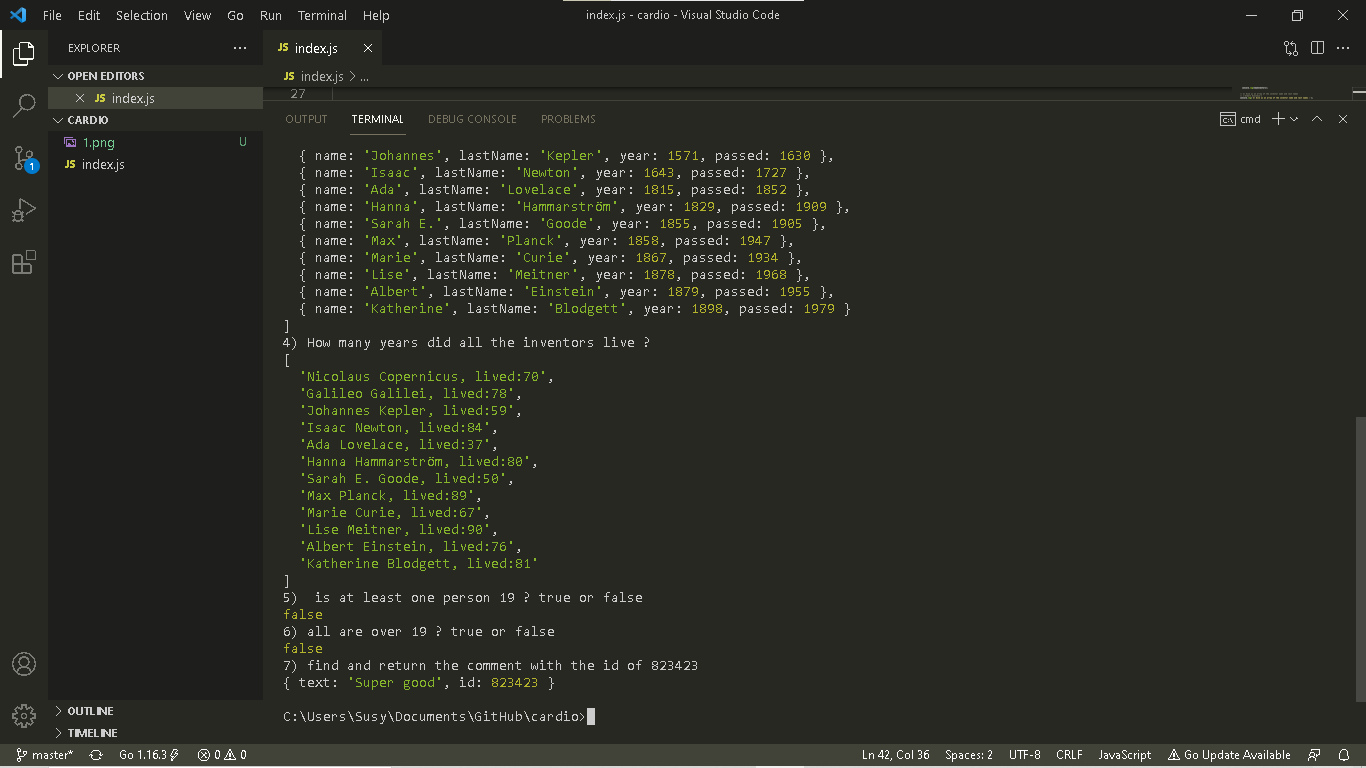 File Edit Selection View Go Run Terminal Help index.js - cardio - Visual Studio Code
EXPLORER
JS index.js
OPEN EDITORS
JS index.js
JS index.js > ...
27
CARDIO
1.png U
JS index.js
OUTPUT TERMINAL DEBUG CONSOLE PROBLEMS cmd
{ name: 'Johannes', lastName: 'Kepler', year: 1571, passed: 1630 },
{ name: 'Isaac', lastName: 'Newton', year: 1643, passed: 1727 },
{ name: 'Ada', lastName: 'Lovelace', year: 1815, passed: 1852 },
{ name: 'Hanna', lastName: 'Hammarström', year: 1829, passed: 1909 },
{ name: 'Sarah E.', lastName: 'Goode', year: 1855, passed: 1905 },
{ name: 'Max', lastName: 'Planck', year: 1858, passed: 1947 },
{ name: 'Marie', lastName: 'Curie', year: 1867, passed: 1934 },
{ name: 'Lise', lastName: 'Meitner', year: 1878, passed: 1968 },
{ name: 'Albert', lastName: 'Einstein', year: 1879, passed: 1955 },
{ name: 'Katherine', lastName: 'Blodgett', year: 1898, passed: 1979 }
]
4) How many years did all the inventors live ?
[
'Nicolaus Copernicus, lived:70',
'Galileo Galilei, lived:78',
'Johannes Kepler, lived:59',
'Isaac Newton, lived:84',
'Ada Lovelace, lived:37',
'Hanna Hammarström, lived:80',
'Sarah E. Goode, lived:50',
'Max Planck, lived:89',
'Marie Curie, lived:67',
'Lise Meitner, lived:90',
'Albert Einstein, lived:76',
'Katherine Blodgett, lived:81'
]
5)  is at least one person 19 ? true or false
false
6) all are over 19 ? true or false
false
7) find and return the comment with the id of 823423
{ text: 'Super good', id: 823423 }
C:\Users\Susy\Documents\GitHub\cardio>
1
OUTLINE
TIMELINE
master* Go 1.16.3 0 0 Ln 42, Col 36 Spaces: 2 UTF-8 CRLF JavaScript Go Update Available